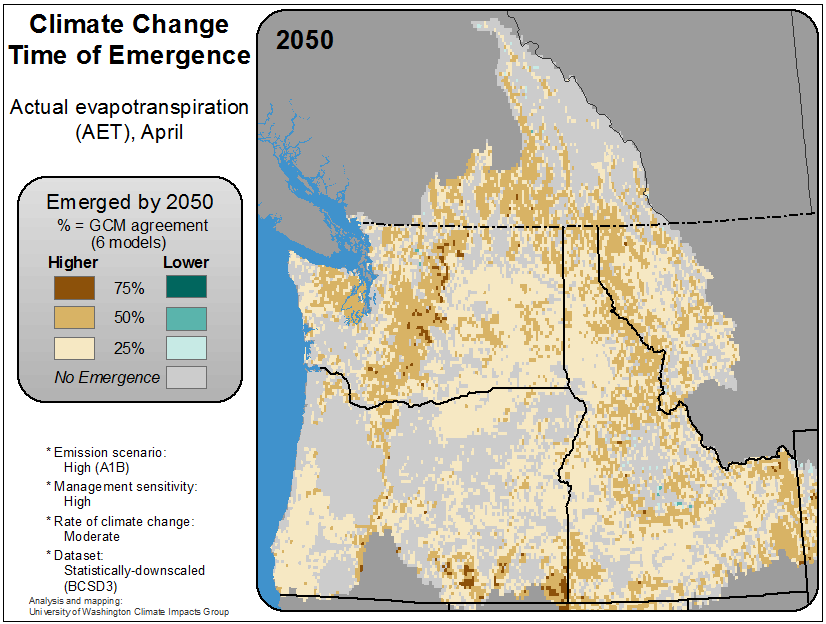 Climate Change
Time of Emergence
Actual evapotranspiration
(AET), April
Emerged by 2050
% = GCM agreement
(6 models)
Higher Lower
75%
50%
25%
No Emergence
* Emission scenario:
High (A1B)
* Management sensitivity:
High
* Rate of climate change:
Moderate
* Dataset:
Statistically-downscaled
(BCSD3)
Analysis and mapping:
University of Washington Climate Impacts Group
2050